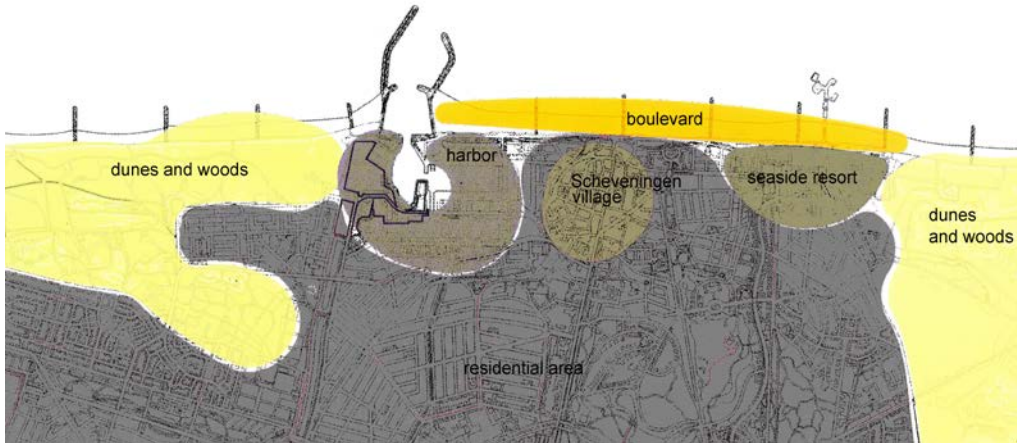 boulevard
harbor
dunes and woods
Scheveningen
village
seaside resort
dunes
and woods
residential area